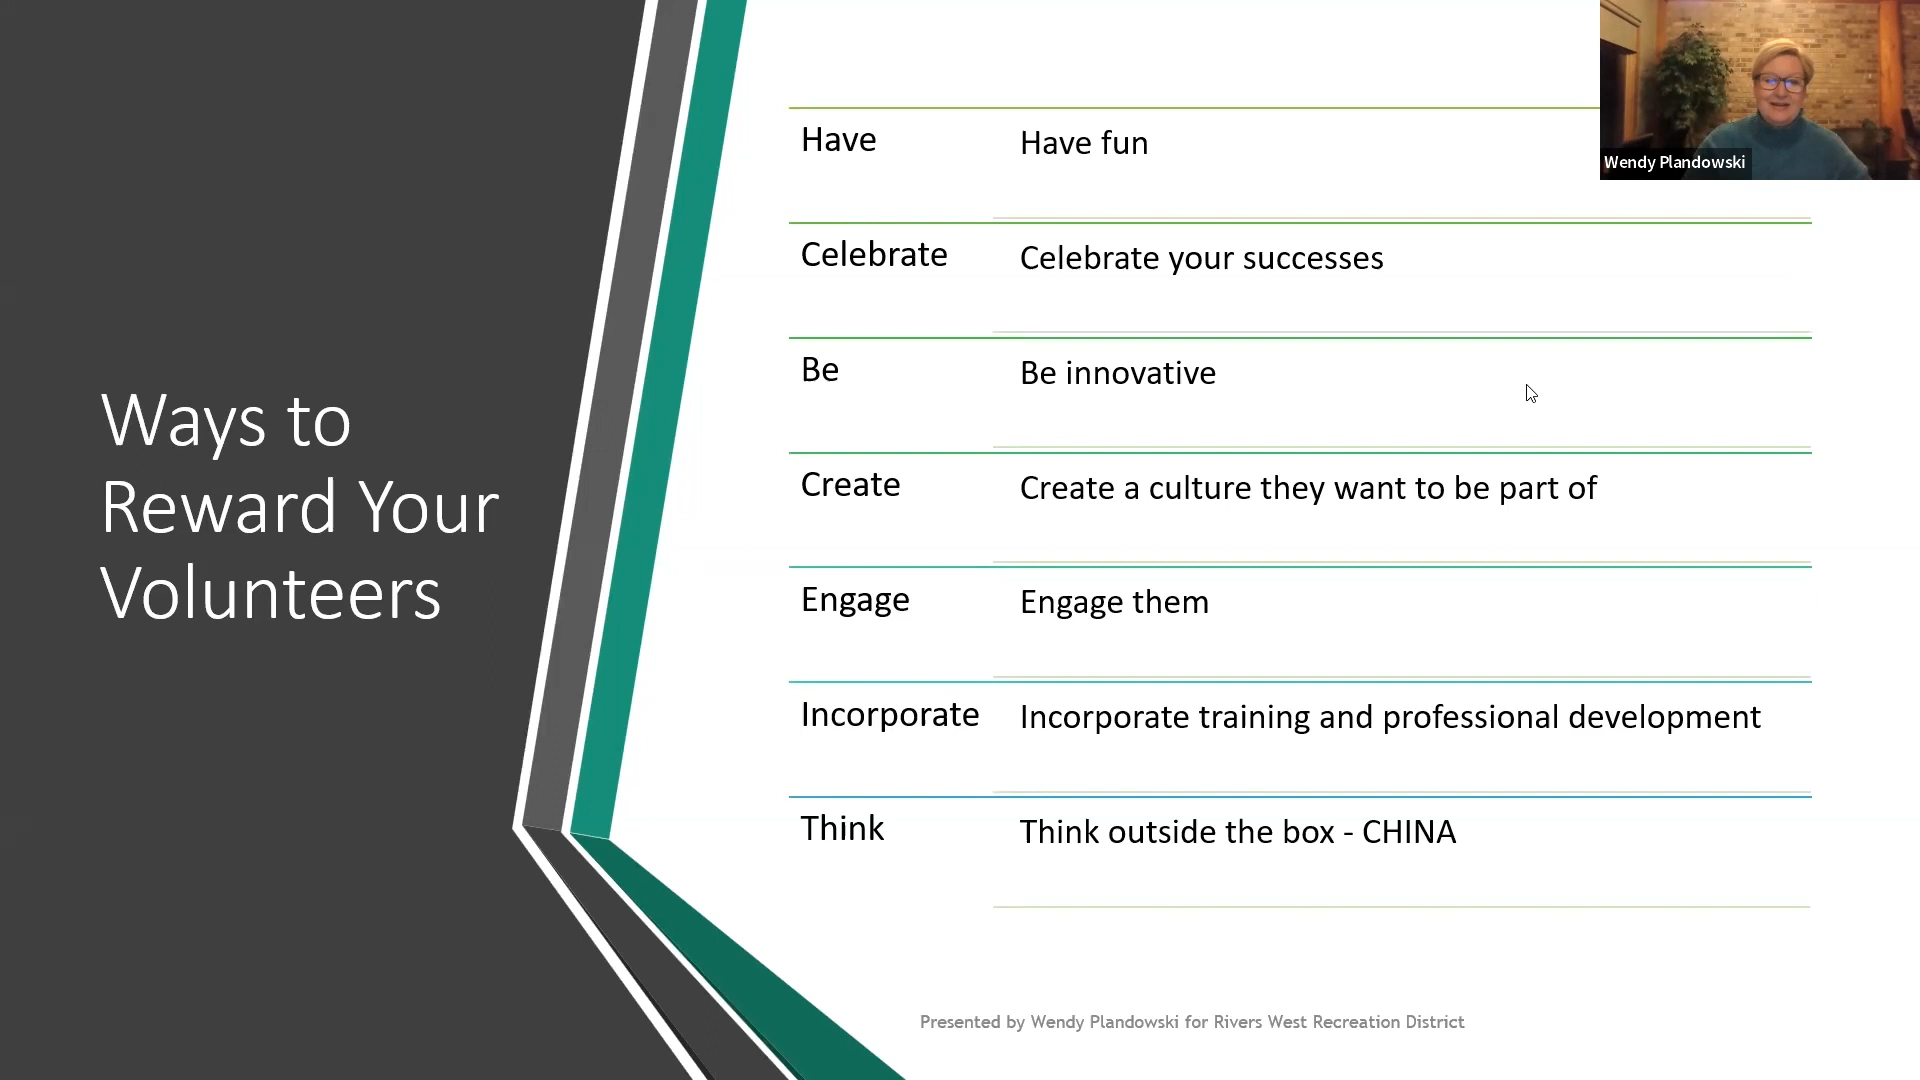 Ways to
Reward Your
Volunteers
Have
Have fun
Celebrate
Celebrate your successes
Be
Be innovative
Create
Create a culture they want to be part of
Engage
Engage them
Incorporate
Incorporate training and professional development
Think
Think outside the box - CHINA
Presented by Wendy Plandowski for Rivers West Recreation District
Wendy Plandowski